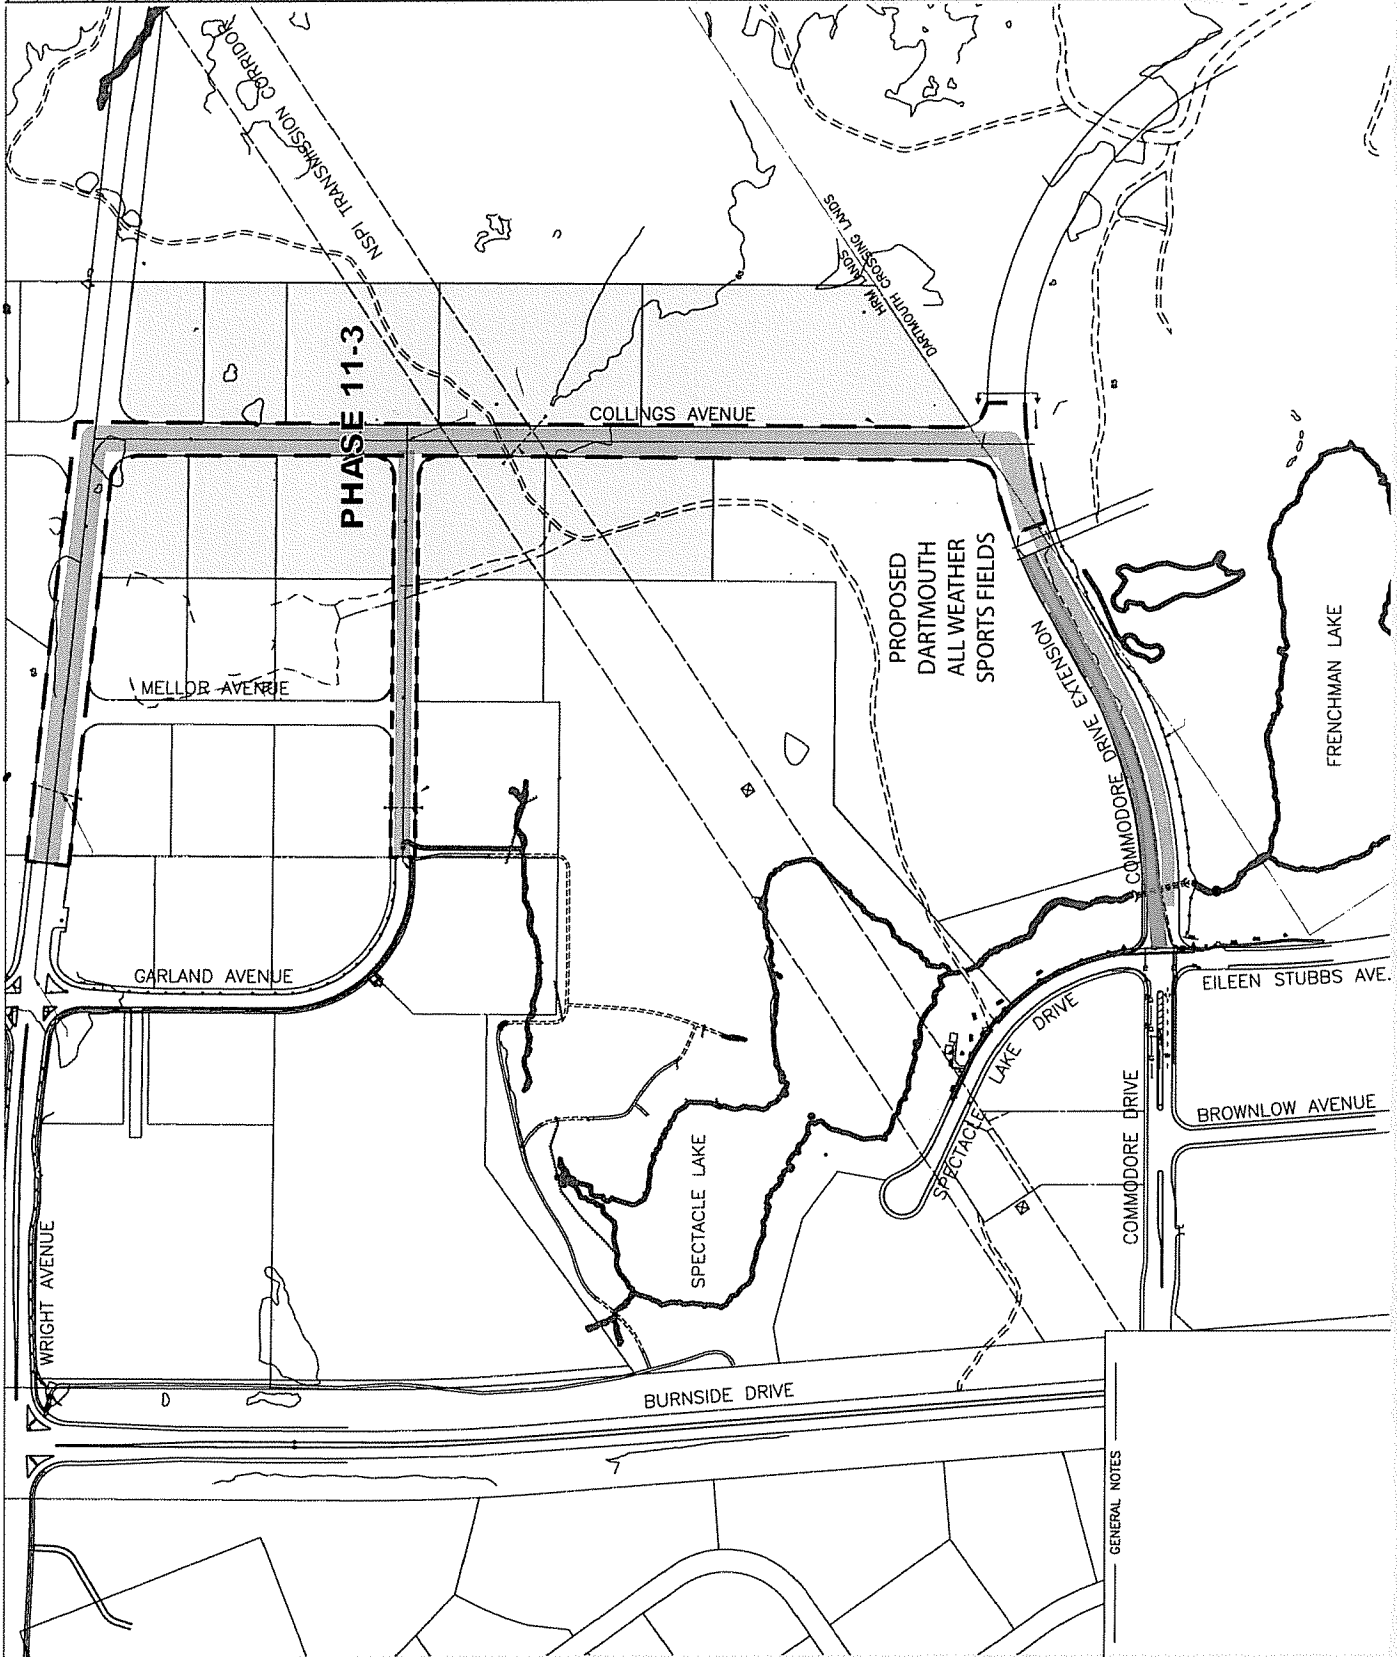 NSPI TRANSMISSION CORRIDOR
HRM LANDS
DARTMOUTH CROSSING LANDS
PHASE 11-3
COLLINGS AVENUE
PROPOSED
DARTMOUTH
ALL WEATHER
SPORTS FIELDS
MELLOR AVENUE
COMMODORE DRIVE EXTENSION
FRENCHMAN LAKE
GARLAND AVENUE
EILEEN STUBBS AVE.
SPECTACLE LAKE DRIVE
BROWNLOW AVENUE
COMMODORE DRIVE
SPECTACLE LAKE
WRIGHT AVENUE
BURNSIDE DRIVE
GENERAL NOTES